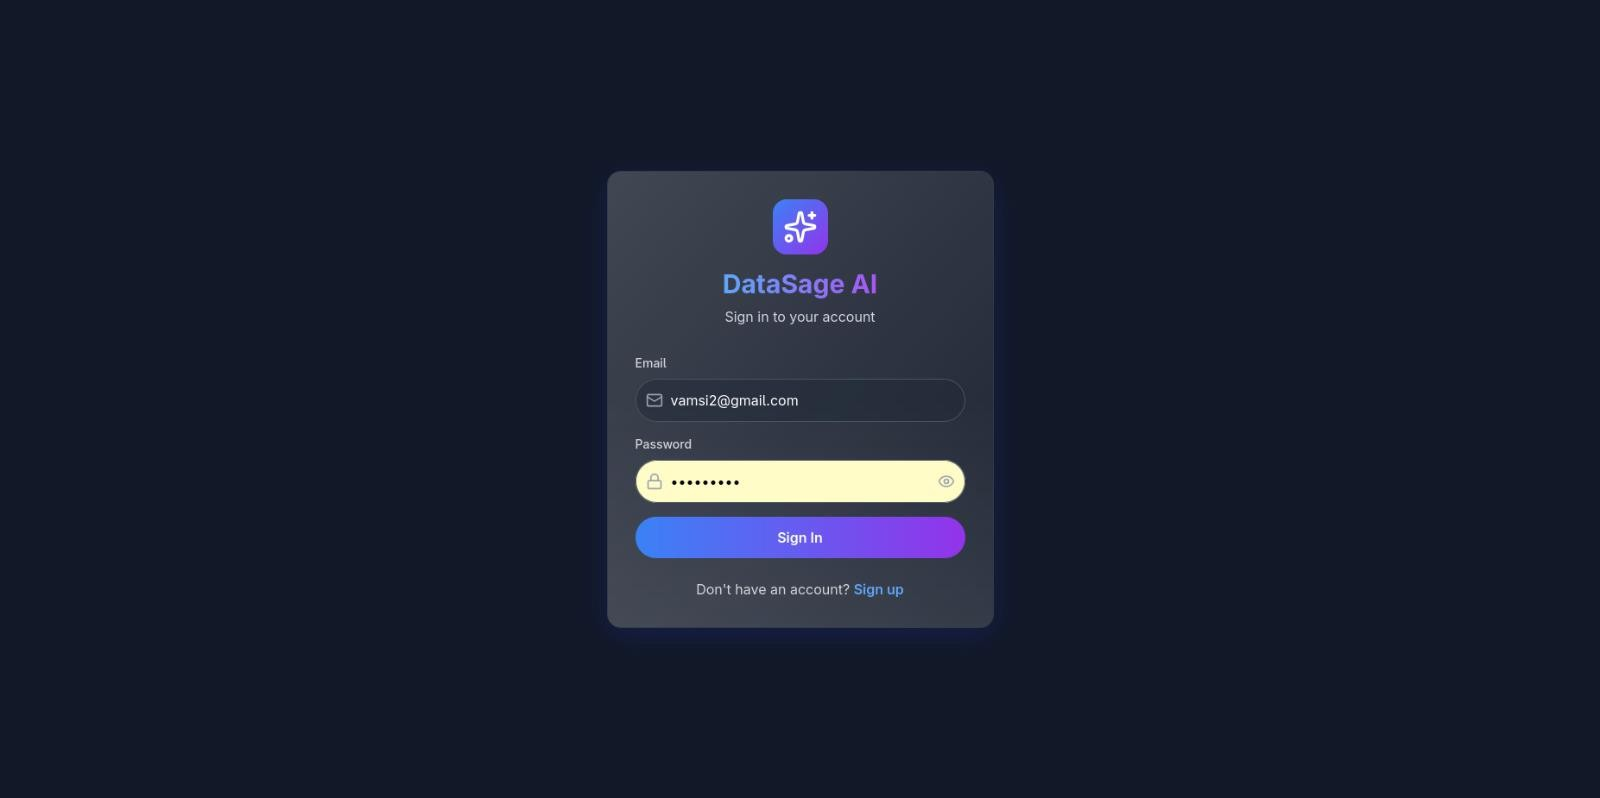 DataSage AI
Sign in to your account
Email
vamsi2@gmail.com
Password
•••••••••
Sign In
Don't have an account? Sign up